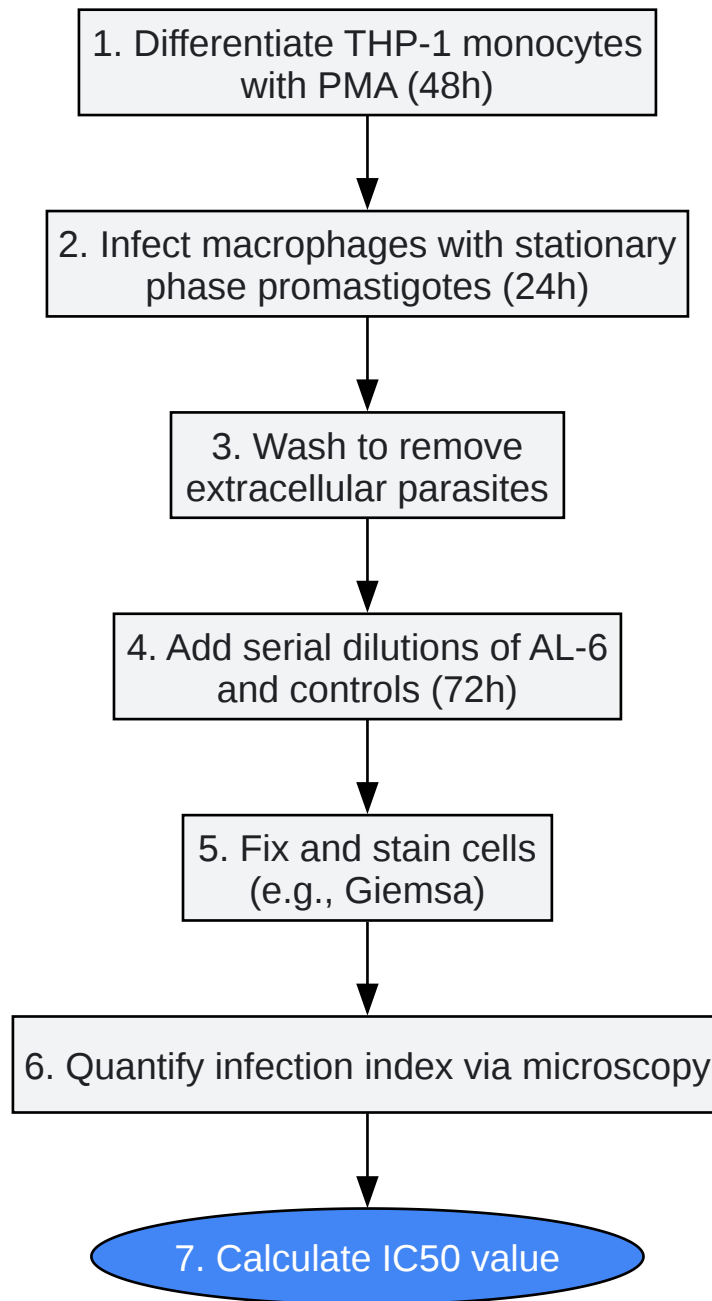 1. Differentiate THP-1 monocytes
with PMA (48h)
2. Infect macrophages with stationary
phase promastigotes (24h)
3. Wash to remove
extracellular parasites
4. Add serial dilutions of AL-6
and controls (72h)
5. Fix and stain cells
(e.g., Giemsa)
6. Quantify infection index via microscopy
7. Calculate IC50 value